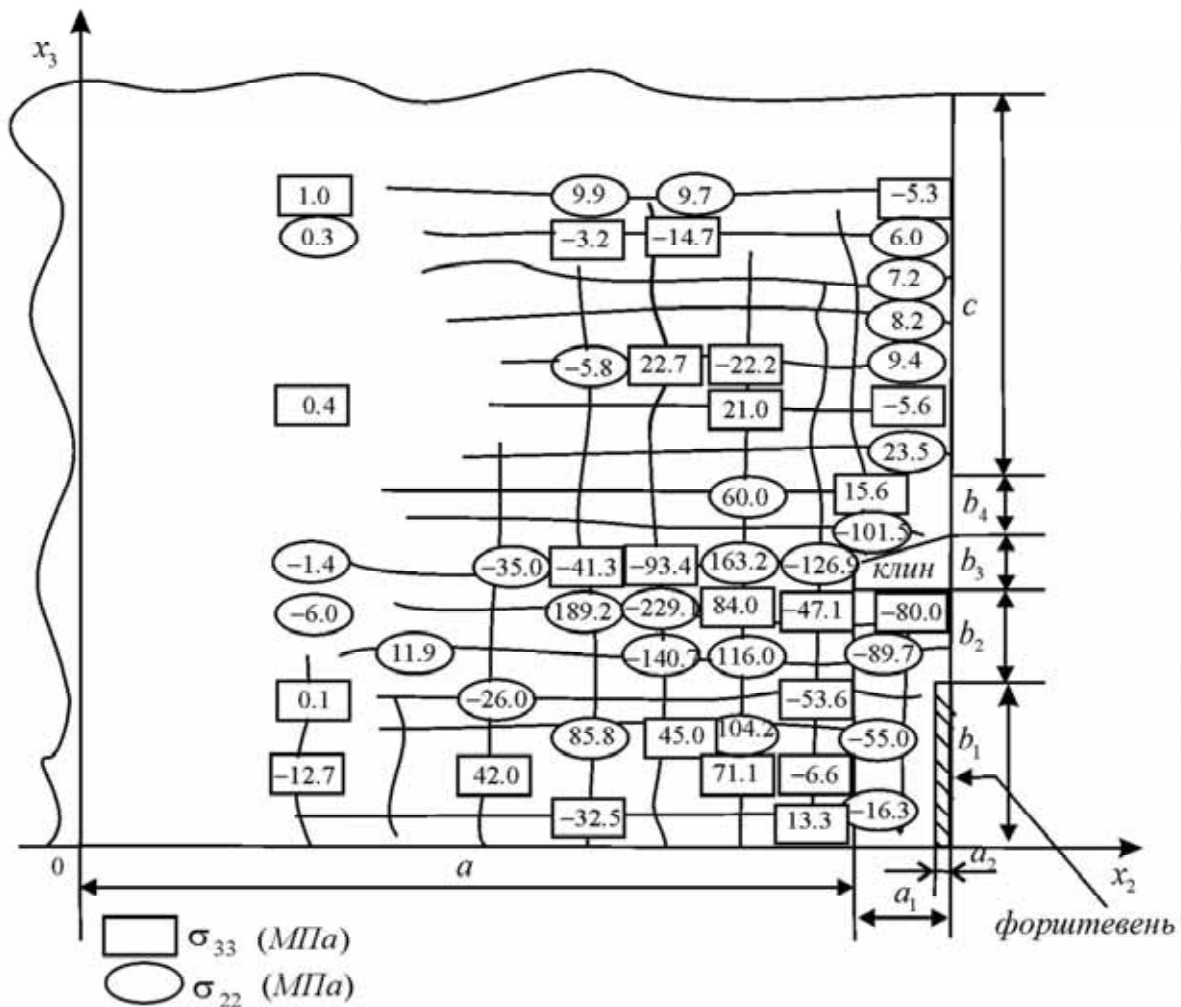 x₃
1.0 9.9 9.7 −5.3
0.3 −3.2 −14.7 6.0
7.2
c
8.2
−5.8 22.7 −22.2 9.4
0.4 21.0 −5.6
23.5
60.0 15.6 b₄
−101.5
−1.4 −35.0 −41.3 −93.4 163.2 −126.9 клин b₃
−6.0 189.2 −229. 84.0 −47.1 −80.0 b₂
11.9 −140.7 116.0 −89.7
0.1 −26.0 −53.6
85.8 45.0 104.2 −55.0 b₁
−12.7 42.0 71.1 −6.6
−32.5 13.3 −16.3
0 a a₂ x₂
a₁
форштевень
σ₃₃ (МПа)
σ₂₂ (МПа)